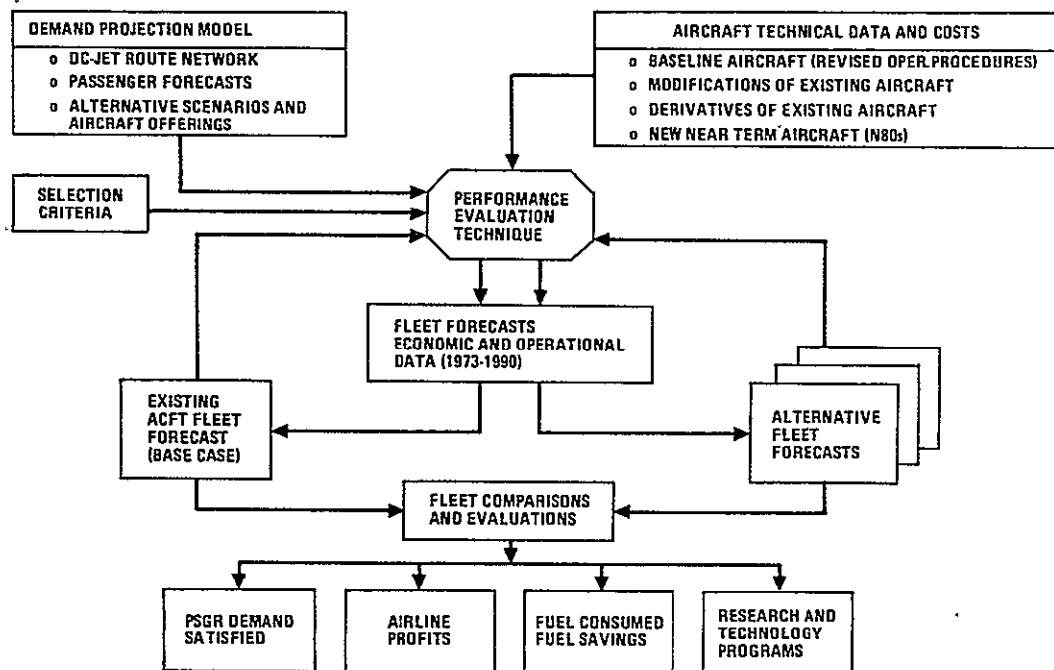 DEMAND PROJECTION MODEL
o DC-JET ROUTE NETWORK
o PASSENGER FORECASTS
o ALTERNATIVE SCENARIOS AND
AIRCRAFT OFFERINGS
AIRCRAFT TECHNICAL DATA AND COSTS
o BASELINE AIRCRAFT (REVISED OPER. PROCEDURES)
o MODIFICATIONS OF EXISTING AIRCRAFT
o DERIVATIVES OF EXISTING AIRCRAFT
o NEW NEAR TERM AIRCRAFT (N80s)
SELECTION
CRITERIA
PERFORMANCE
EVALUATION
TECHNIQUE
FLEET FORECASTS
ECONOMIC AND OPERATIONAL
DATA (1973-1990)
EXISTING
ACFT FLEET
FORECAST
(BASE CASE)
ALTERNATIVE
FLEET
FORECASTS
FLEET COMPARISONS
AND EVALUATIONS
PSGR DEMAND
SATISFIED
AIRLINE
PROFITS
FUEL CONSUMED
FUEL SAVINGS
RESEARCH AND
TECHNOLOGY
PROGRAMS